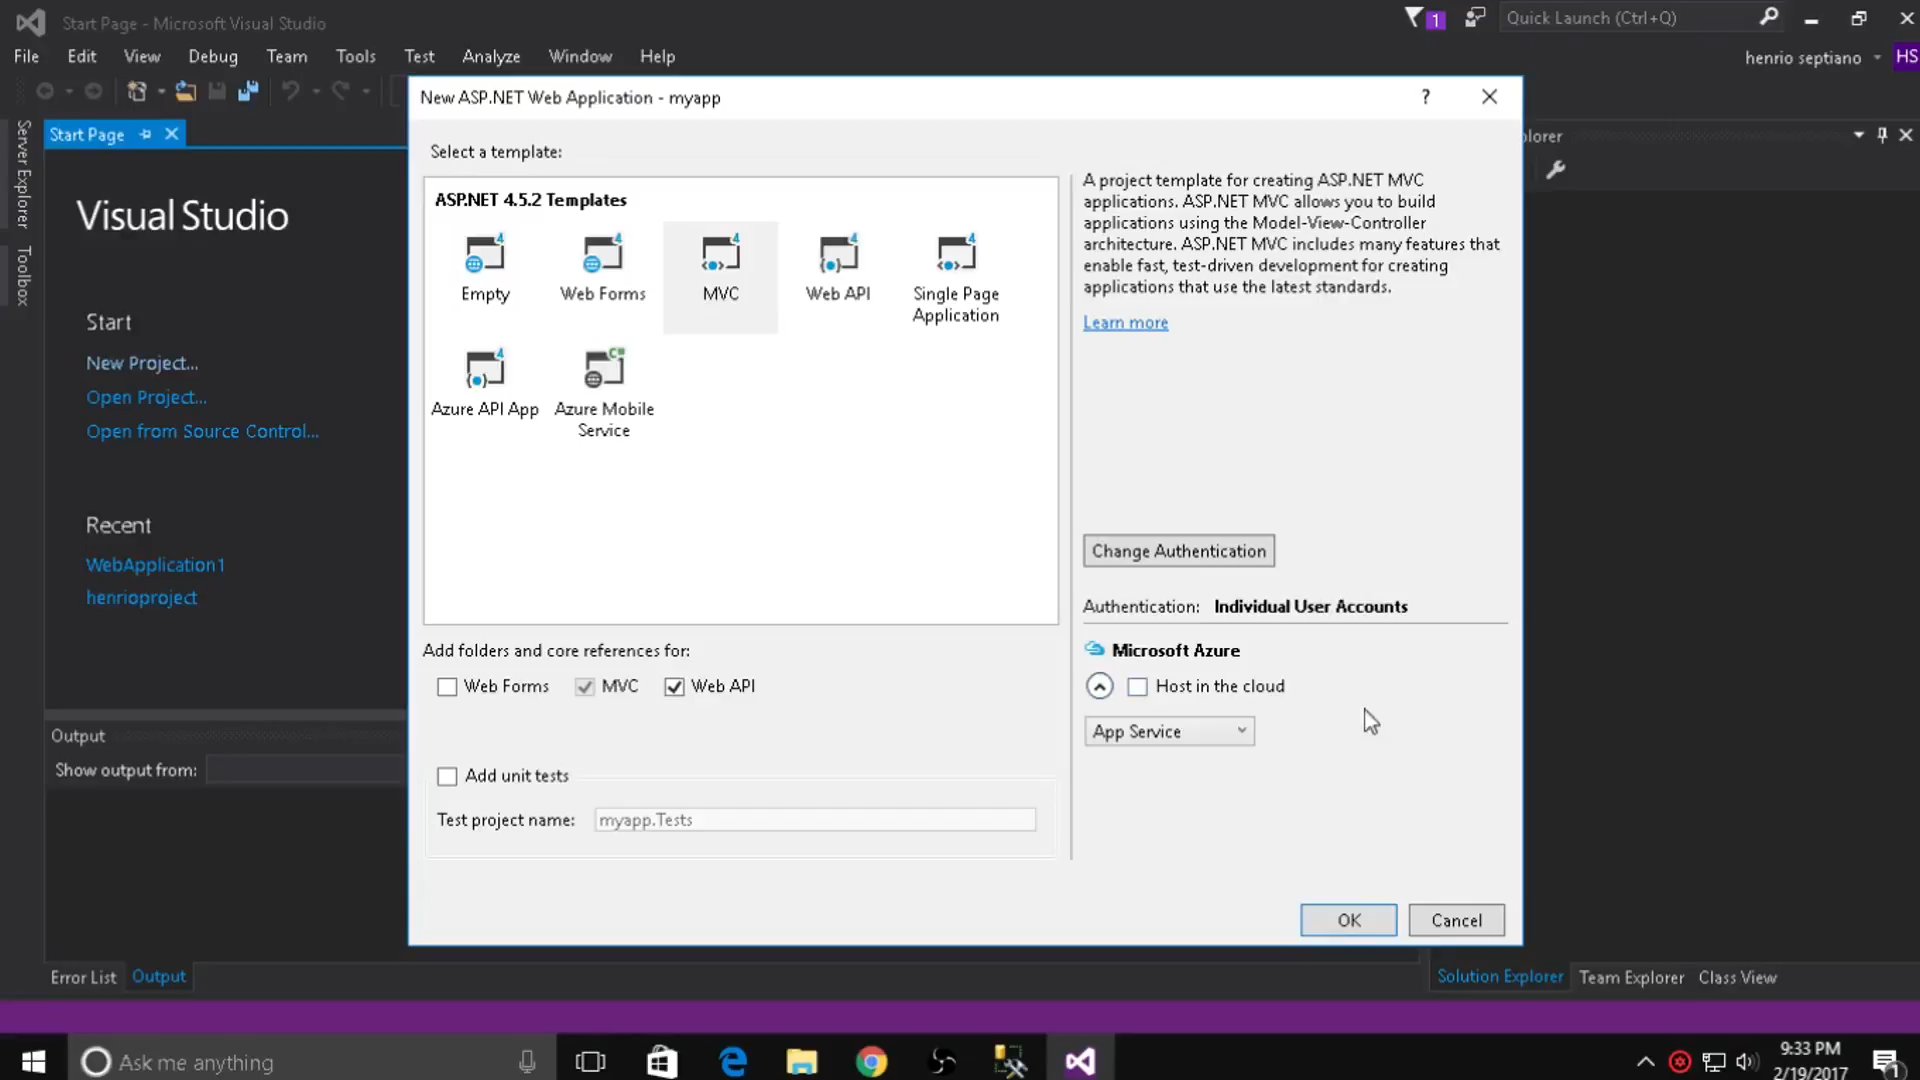 Start Page - Microsoft Visual Studio
1
Quick Launch (Ctrl+Q)
File Edit View Debug Team Tools Test Analyze Window Help
henrio septiano
HS
New ASP.NET Web Application - myapp
?
Server Explorer
Toolbox
Start Page
Visual Studio
Start
New Project...
Open Project...
Open from Source Control...
Recent
WebApplication1
henrioproject
Select a template:
ASP.NET 4.5.2 Templates
Empty
Web Forms
MVC
Web API
Single Page
Application
Azure API App
Azure Mobile
Service
A project template for creating ASP.NET MVC
applications. ASP.NET MVC allows you to build
applications using the Model-View-Controller
architecture. ASP.NET MVC includes many features that
enable fast, test-driven development for creating
applications that use the latest standards.
Learn more
Change Authentication
Authentication: Individual User Accounts
Microsoft Azure
Host in the cloud
App Service
Add folders and core references for:
Web Forms MVC Web API
Add unit tests
Test project name: myapp.Tests
OK Cancel
plorer
Output
Show output from:
Error List Output
Solution Explorer Team Explorer Class View
Ask me anything
9:33 PM
2/19/2017
1